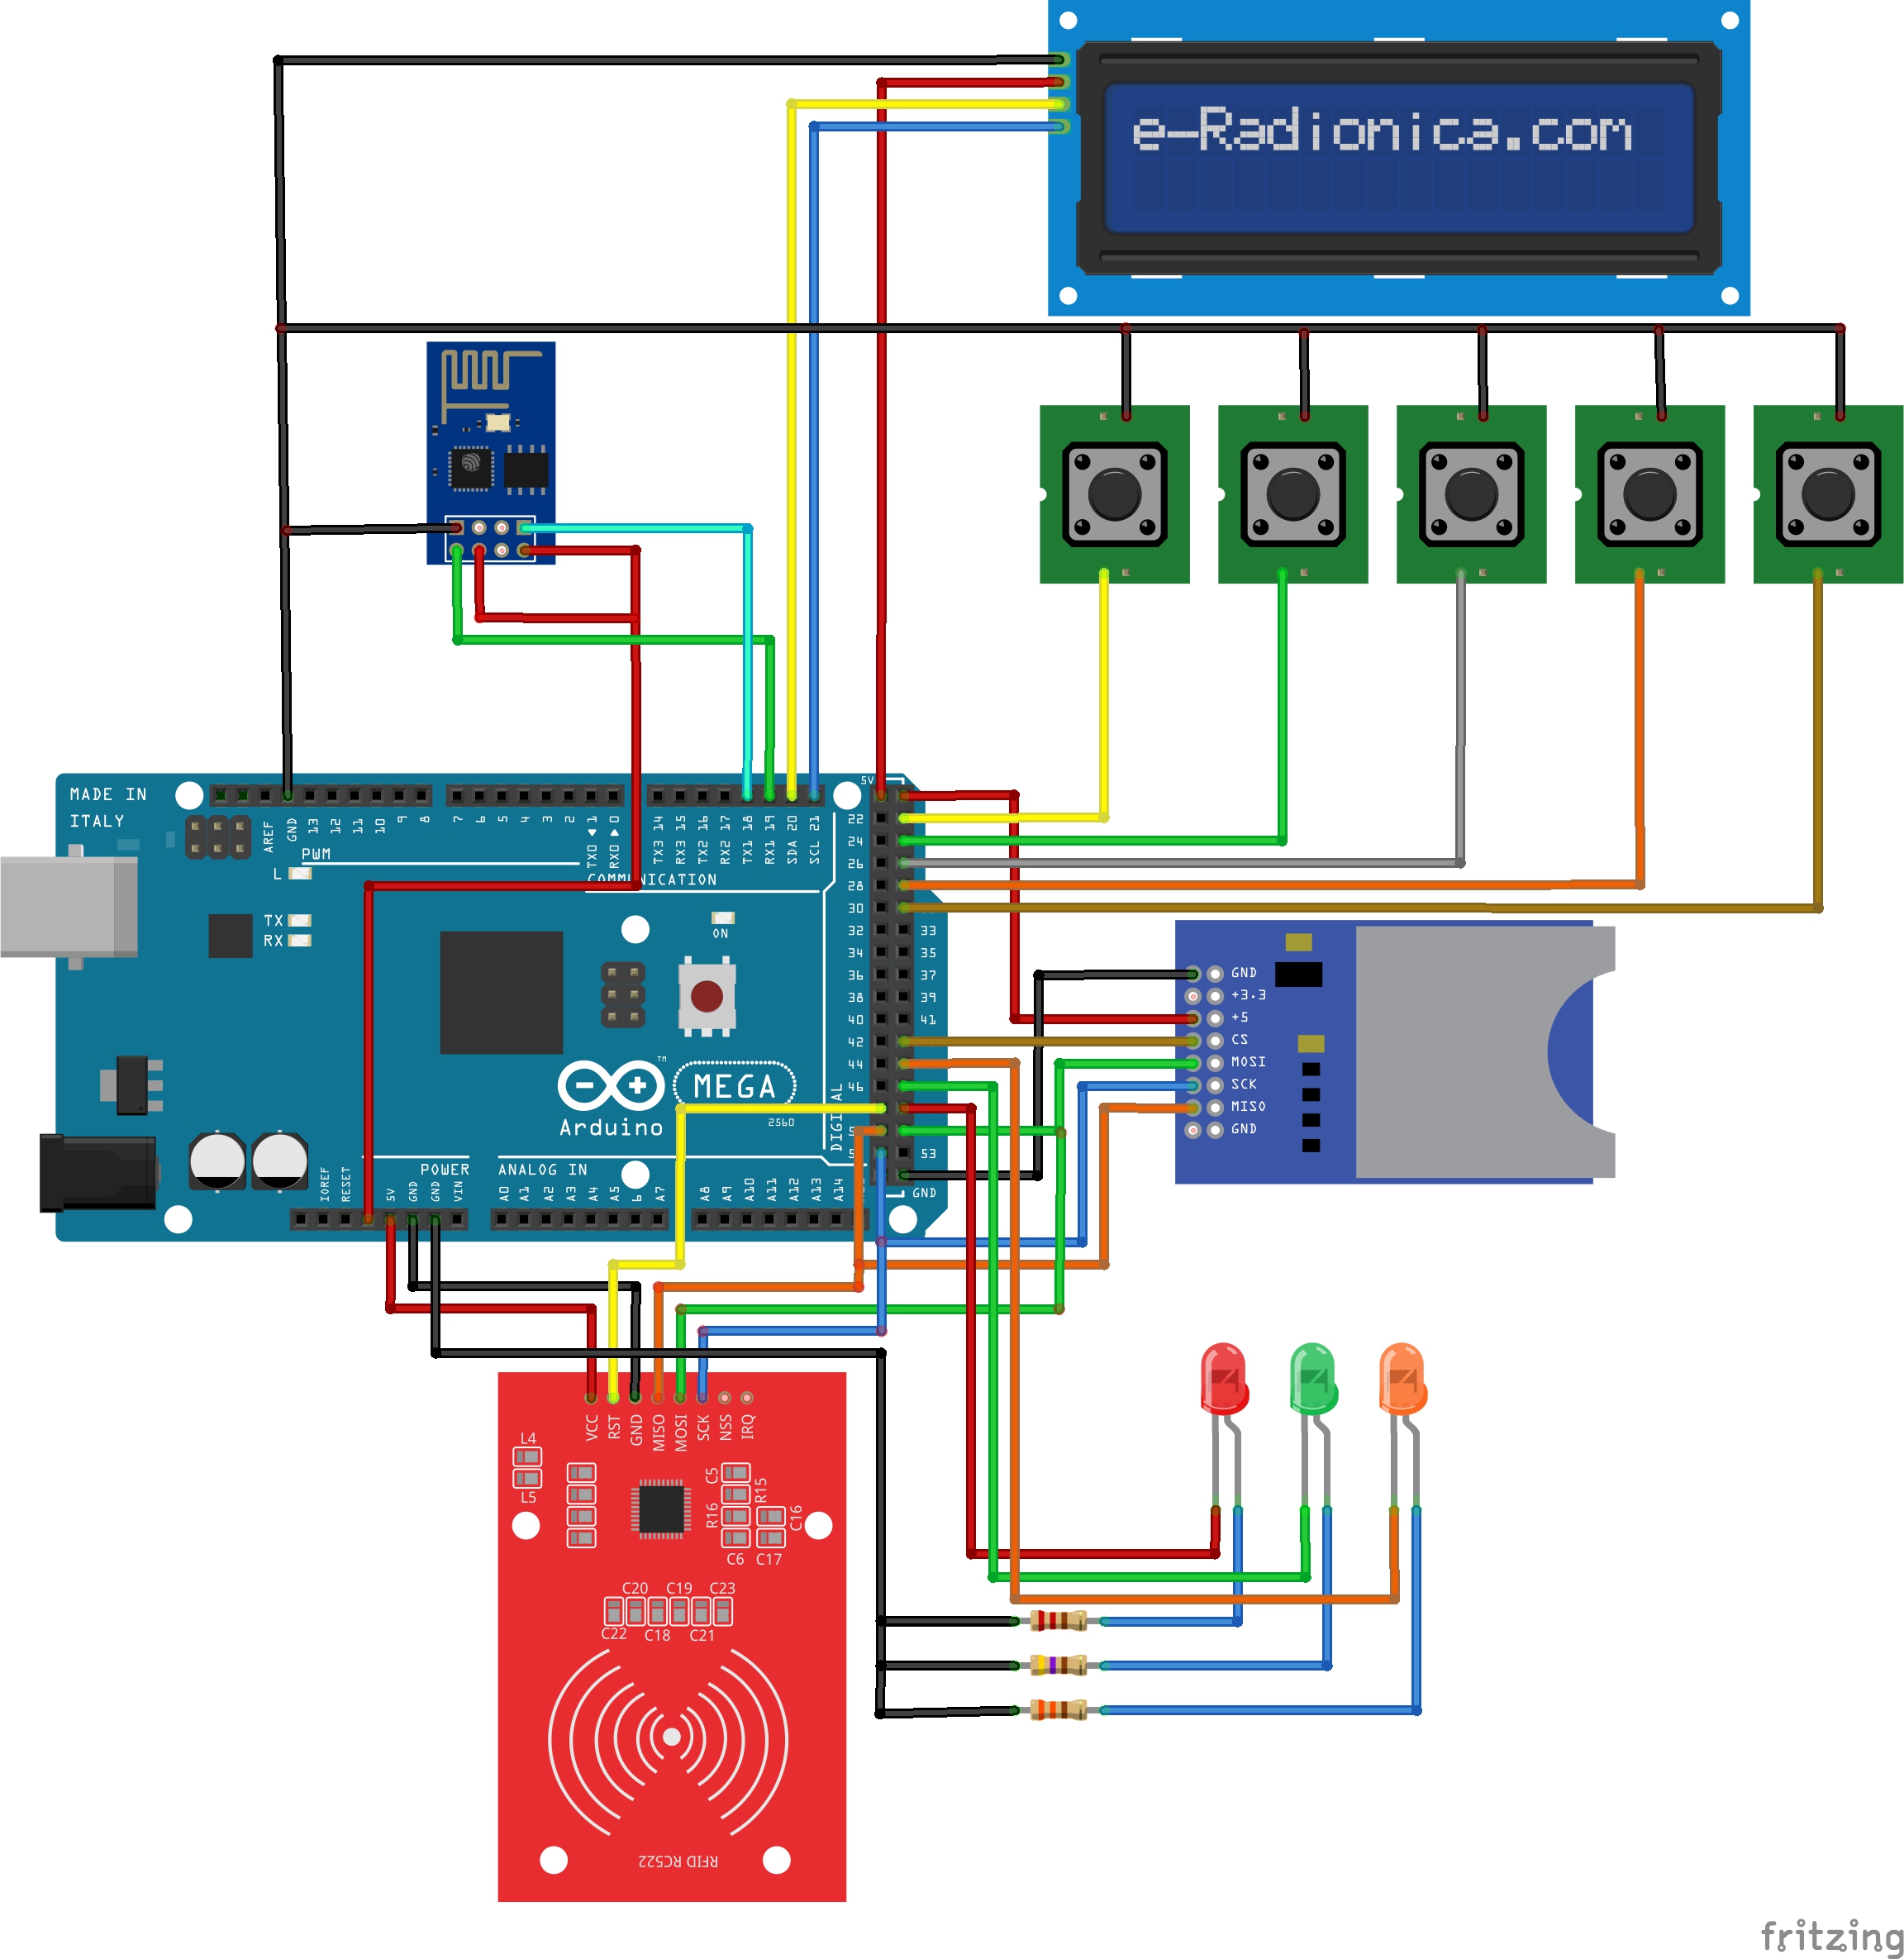 e-Radionica.com
MADE IN
ITALY
AREF
GND
13
12
11
10
9
8
7
6
5
4
3
2
TX0 1
RX0 0
TX3 14
RX3 15
TX2 16
RX2 17
TX1 18
RX1 19
SDA 20
SCL 21
5V
PWM
L
COMMUNICATION
TX
RX
ON
22
24
26
28
30
32 33
34 35
36 37
38 39
40 41
42
44
46
5
5 53
GND
DIGITAL
MEGA
2560
TM
Arduino
POWER
ANALOG IN
IOREF
RESET
5V
GND
GND
VIN
A0
A1
A2
A3
A4
A5
6
A7
A8
A9
A10
A11
A12
A13
A14
GND
+3.3
+5
CS
MOSI
SCK
MISO
GND
VCC
RST
GND
MISO
MOSI
SCK
NSS
IRQ
L4
L5
C5
R15
R16
C16
C6
C17
C20
C19
C23
C22
C18
C21
RFID RC522
fritzing